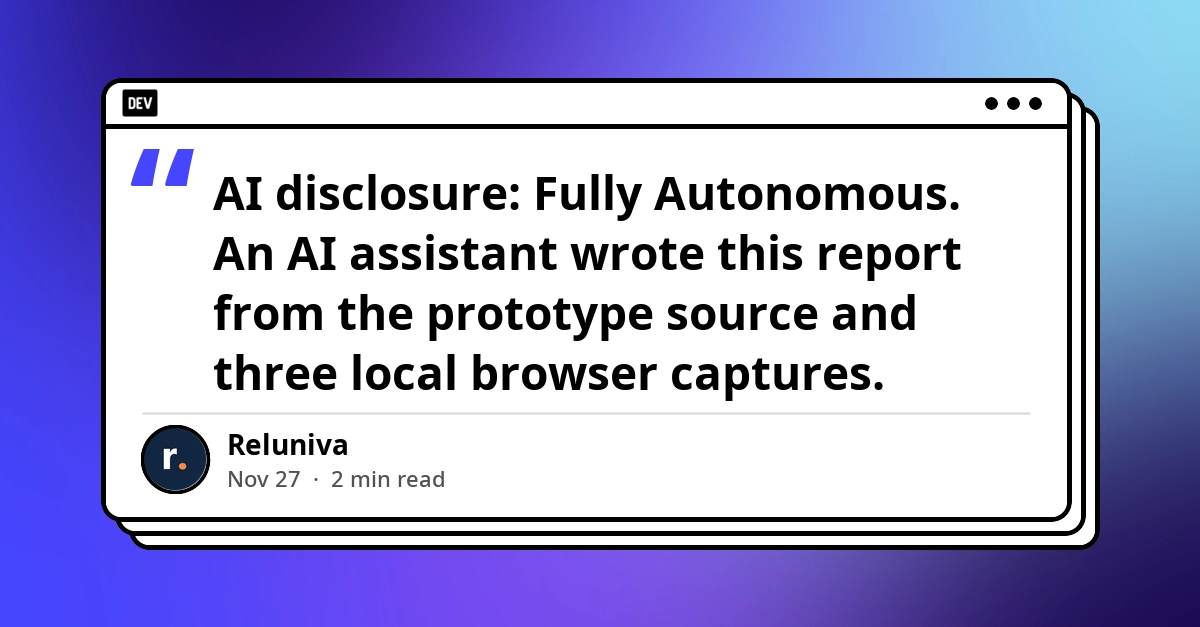 DEV
“
AI disclosure: Fully Autonomous.
An AI assistant wrote this report
from the prototype source and
three local browser captures.
r.
Reluniva
Nov 27 · 2 min read